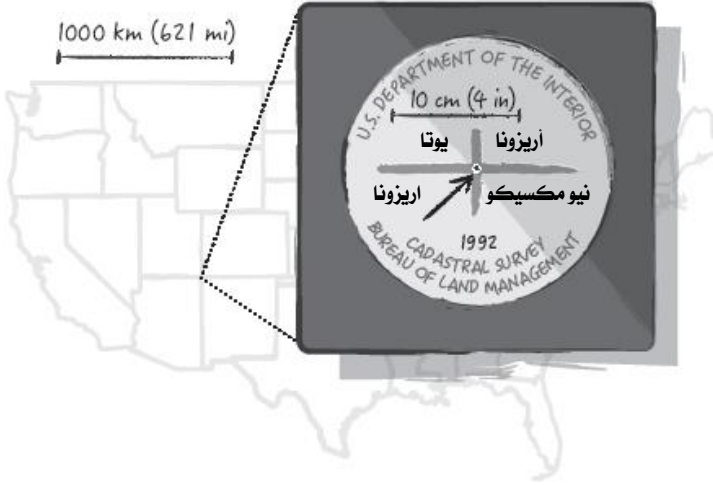 1000 km (621 mi)
U.S. DEPARTMENT OF THE INTERIOR
10 cm (4 in)
يوتا أريزونا
اريزونا نيو مكسيكو
1992
CADASTRAL SURVEY
BUREAU OF LAND MANAGEMENT